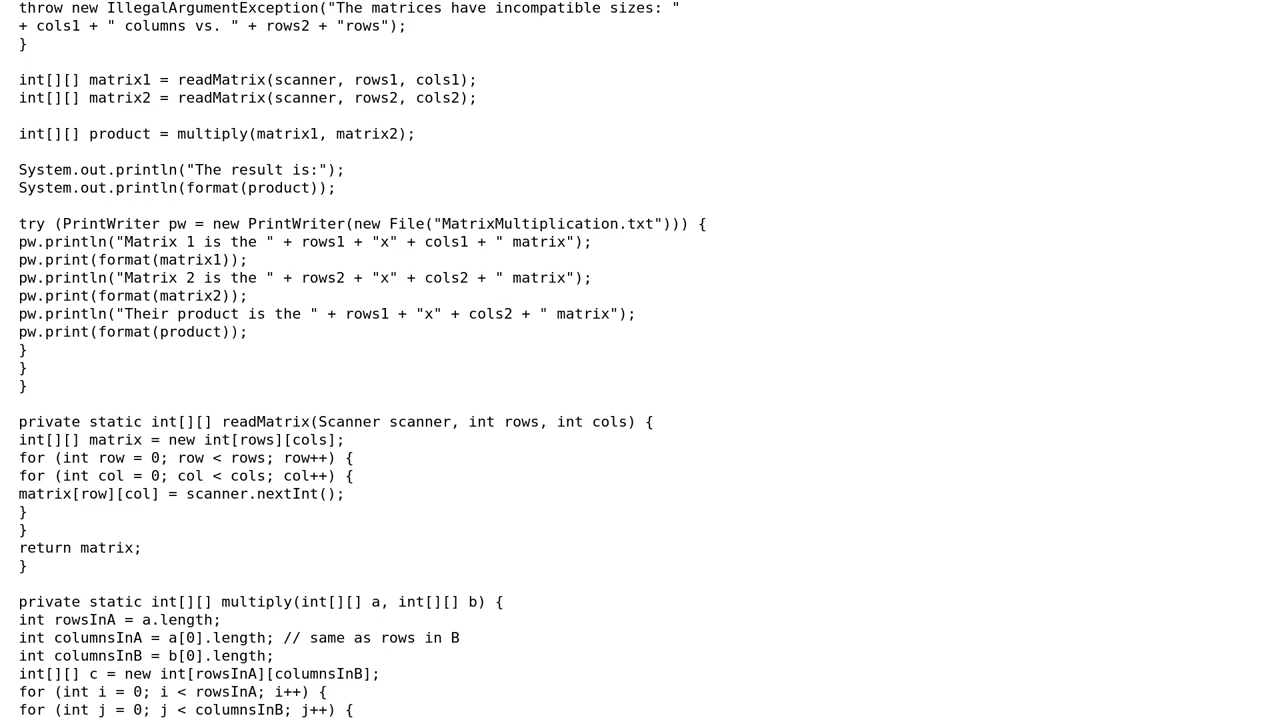 throw new IllegalArgumentException("The matrices have incompatible sizes: "
+ cols1 + " columns vs. " + rows2 + "rows");
}
int[][] matrix1 = readMatrix(scanner, rows1, cols1);
int[][] matrix2 = readMatrix(scanner, rows2, cols2);
int[][] product = multiply(matrix1, matrix2);
System.out.println("The result is:");
System.out.println(format(product));
try (PrintWriter pw = new PrintWriter(new File("MatrixMultiplication.txt"))) {
pw.println("Matrix 1 is the " + rows1 + "x" + cols1 + " matrix");
pw.print(format(matrix1));
pw.println("Matrix 2 is the " + rows2 + "x" + cols2 + " matrix");
pw.print(format(matrix2));
pw.println("Their product is the " + rows1 + "x" + cols2 + " matrix");
pw.print(format(product));
}
}
}
private static int[][] readMatrix(Scanner scanner, int rows, int cols) {
int[][] matrix = new int[rows][cols];
for (int row = 0; row < rows; row++) {
for (int col = 0; col < cols; col++) {
matrix[row][col] = scanner.nextInt();
}
}
return matrix;
}
private static int[][] multiply(int[][] a, int[][] b) {
int rowsInA = a.length;
int columnsInA = a[0].length; // same as rows in B
int columnsInB = b[0].length;
int[][] c = new int[rowsInA][columnsInB];
for (int i = 0; i < rowsInA; i++) {
for (int j = 0; j < columnsInB; j++) {